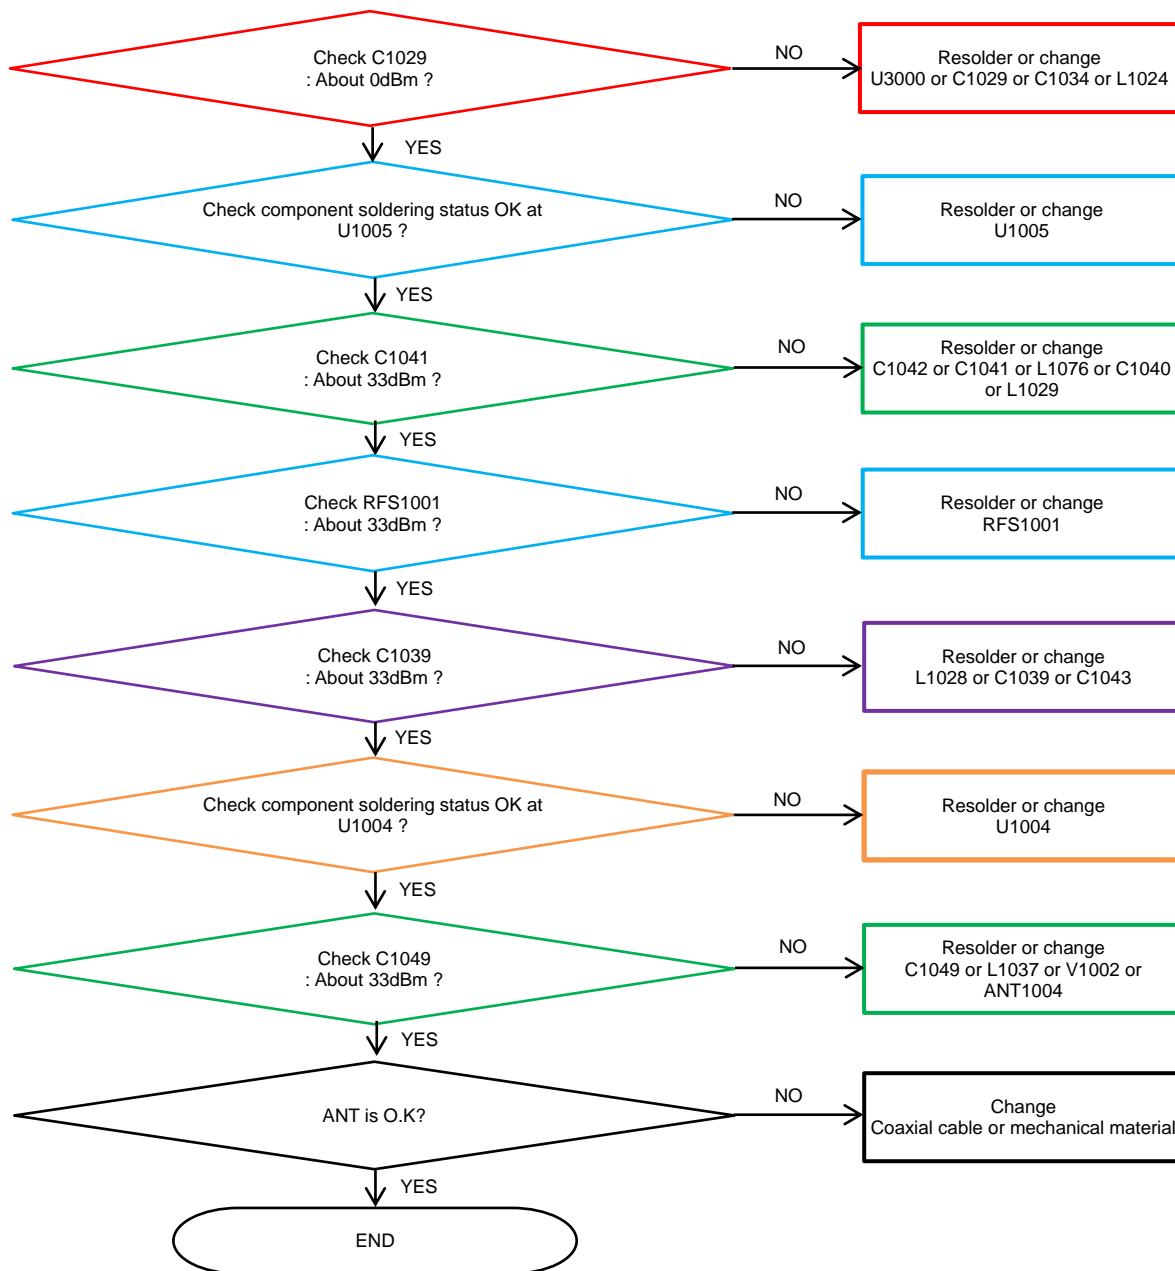 Check C1029
: About 0dBm ?
NO
Resolder or change
U3000 or C1029 or C1034 or L1024
YES
Check component soldering status OK at
U1005 ?
NO
Resolder or change
U1005
YES
Check C1041
: About 33dBm ?
NO
Resolder or change
C1042 or C1041 or L1076 or C1040
or L1029
YES
Check RFS1001
: About 33dBm ?
NO
Resolder or change
RFS1001
YES
Check C1039
: About 33dBm ?
NO
Resolder or change
L1028 or C1039 or C1043
YES
Check component soldering status OK at
U1004 ?
NO
Resolder or change
U1004
YES
Check C1049
: About 33dBm ?
NO
Resolder or change
C1049 or L1037 or V1002 or
ANT1004
YES
ANT is O.K?
NO
Change
Coaxial cable or mechanical material
YES
END